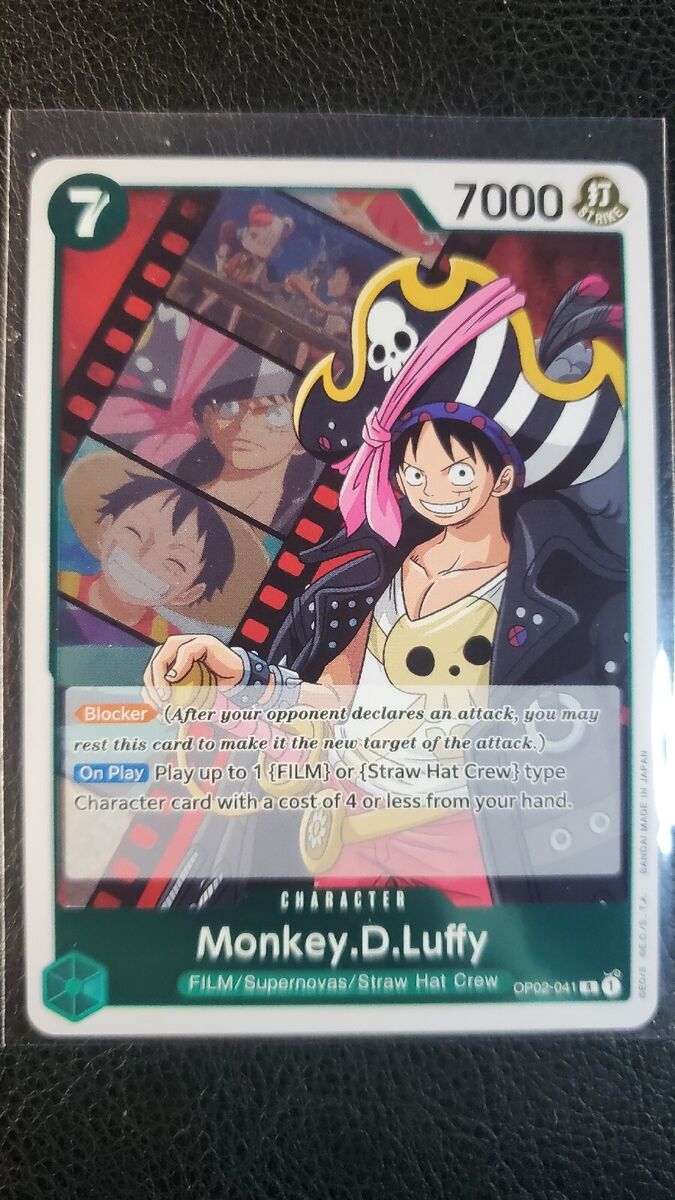 7
7000
打
STRIKE
Blocker (After your opponent declares an attack, you may
rest this card to make it the new target of the attack.)
On Play Play up to 1 {FILM} or {Straw Hat Crew} type
Character card with a cost of 4 or less from your hand.
CHARACTER
Monkey.D.Luffy
FILM/Supernovas/Straw Hat Crew
OP02-041 R 1
©EO/S ©E.O/S., T.A. BANDAI MADE IN JAPAN